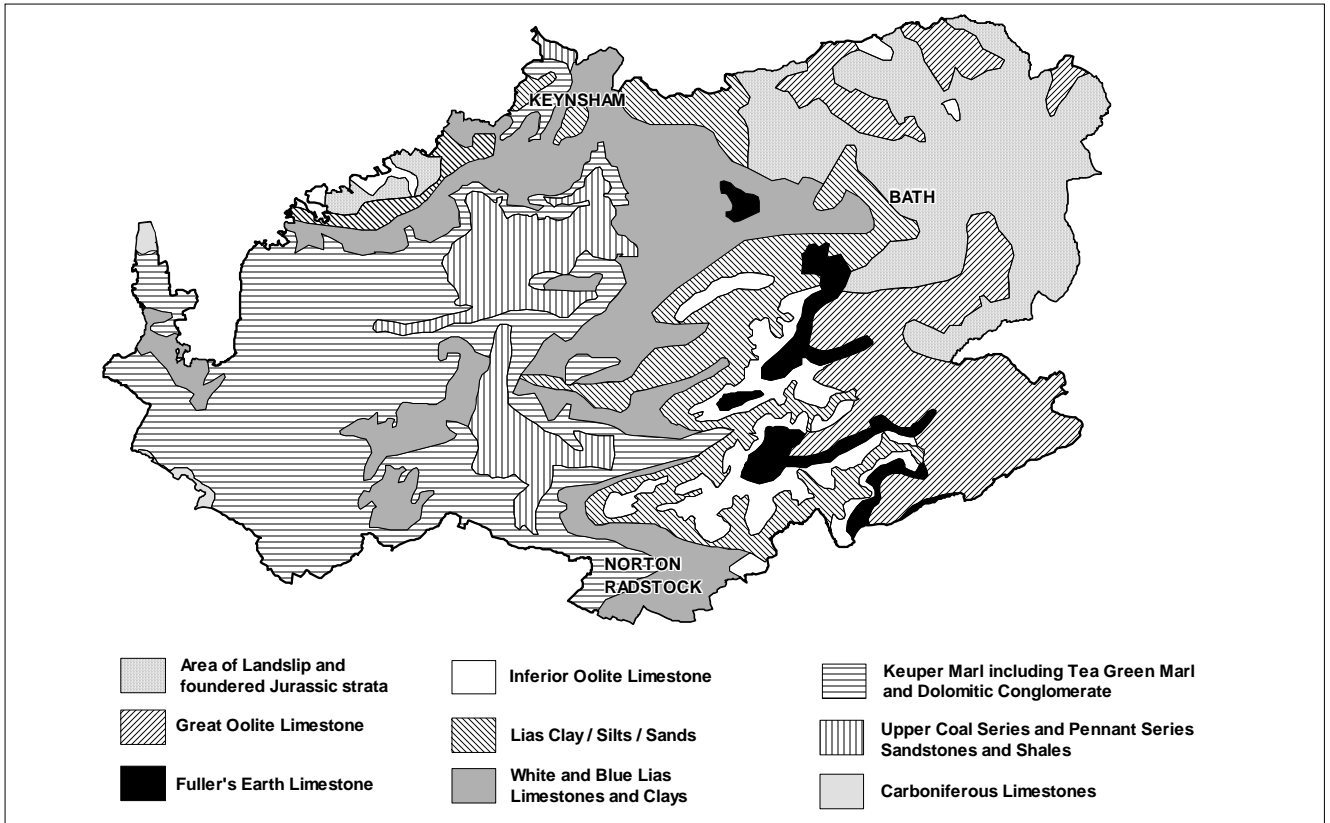 KEYNSHAM
BATH
NORTON
RADSTOCK
Area of Landslip and
foundered Jurassic strata
Great Oolite Limestone
Fuller's Earth Limestone
Inferior Oolite Limestone
Lias Clay / Silts / Sands
White and Blue Lias
Limestones and Clays
Keuper Marl including Tea Green Marl
and Dolomitic Conglomerate
Upper Coal Series and Pennant Series
Sandstones and Shales
Carboniferous Limestones